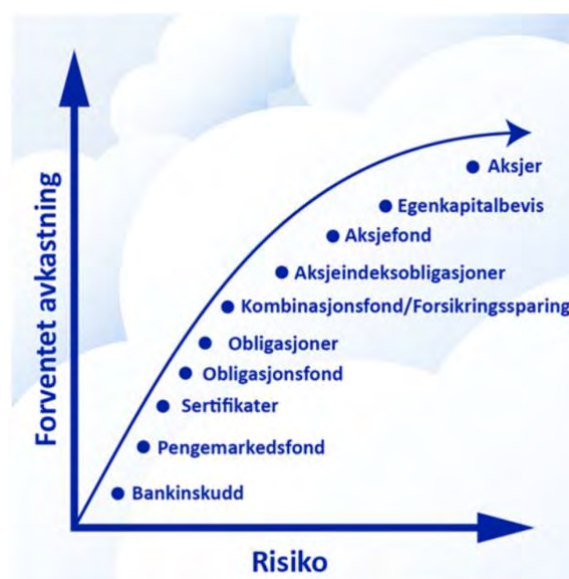 Forventet avkastning
Aksjer
Egenkapitalbevis
Aksjefond
Aksjeindeksobligasjoner
Kombinasjonsfond/Forsikringssparing
Obligasjoner
Obligasjonsfond
Sertifikater
Pengemarkedsfond
Bankinskudd
Risiko